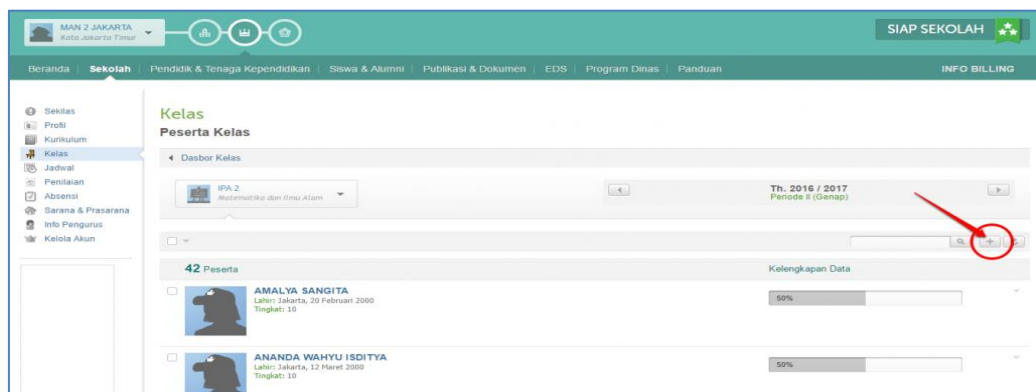 MAN 2 JAKARTA
Kota Jakarta Timur
SIAP SEKOLAH
Beranda Sekolah Pendidik & Tenaga Kependidikan Siswa & Alumni Publikasi & Dokumen EDS Program Dinas Panduan INFO BILLING
Sekilas
Profil
Kurikulum
Kelas
Jadwal
Penilaian
Absensi
Sarana & Prasarana
Info Pengurus
Kelola Akun
Kelas
Peserta Kelas
Dasbor Kelas
IPA 2
Matematika dan Ilmu Alam
Th. 2016 / 2017
Periode II (Genap)
42 Peserta Kelengkapan Data
AMALYA SANGITA
Lahir: Jakarta, 20 Februari 2000
Tingkat: 10
50%
ANANDA WAHYU ISDITYA
Lahir: Jakarta, 12 Maret 2000
Tingkat: 10
50%